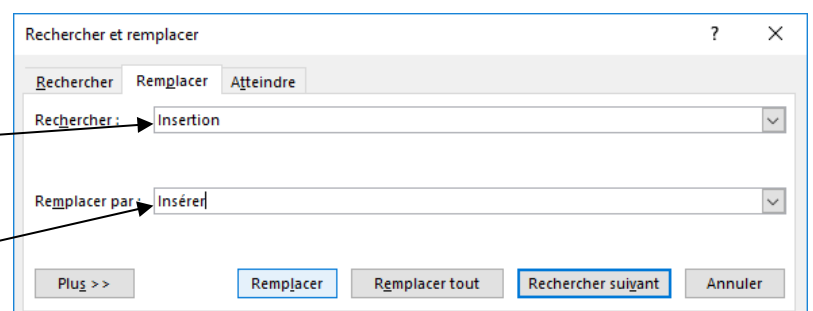 Rechercher et remplacer ? ×
Rechercher Remplacer Atteindre
Rechercher : Insertion
Remplacer par : Insérer
Plus >> Remplacer Remplacer tout Rechercher suivant Annuler